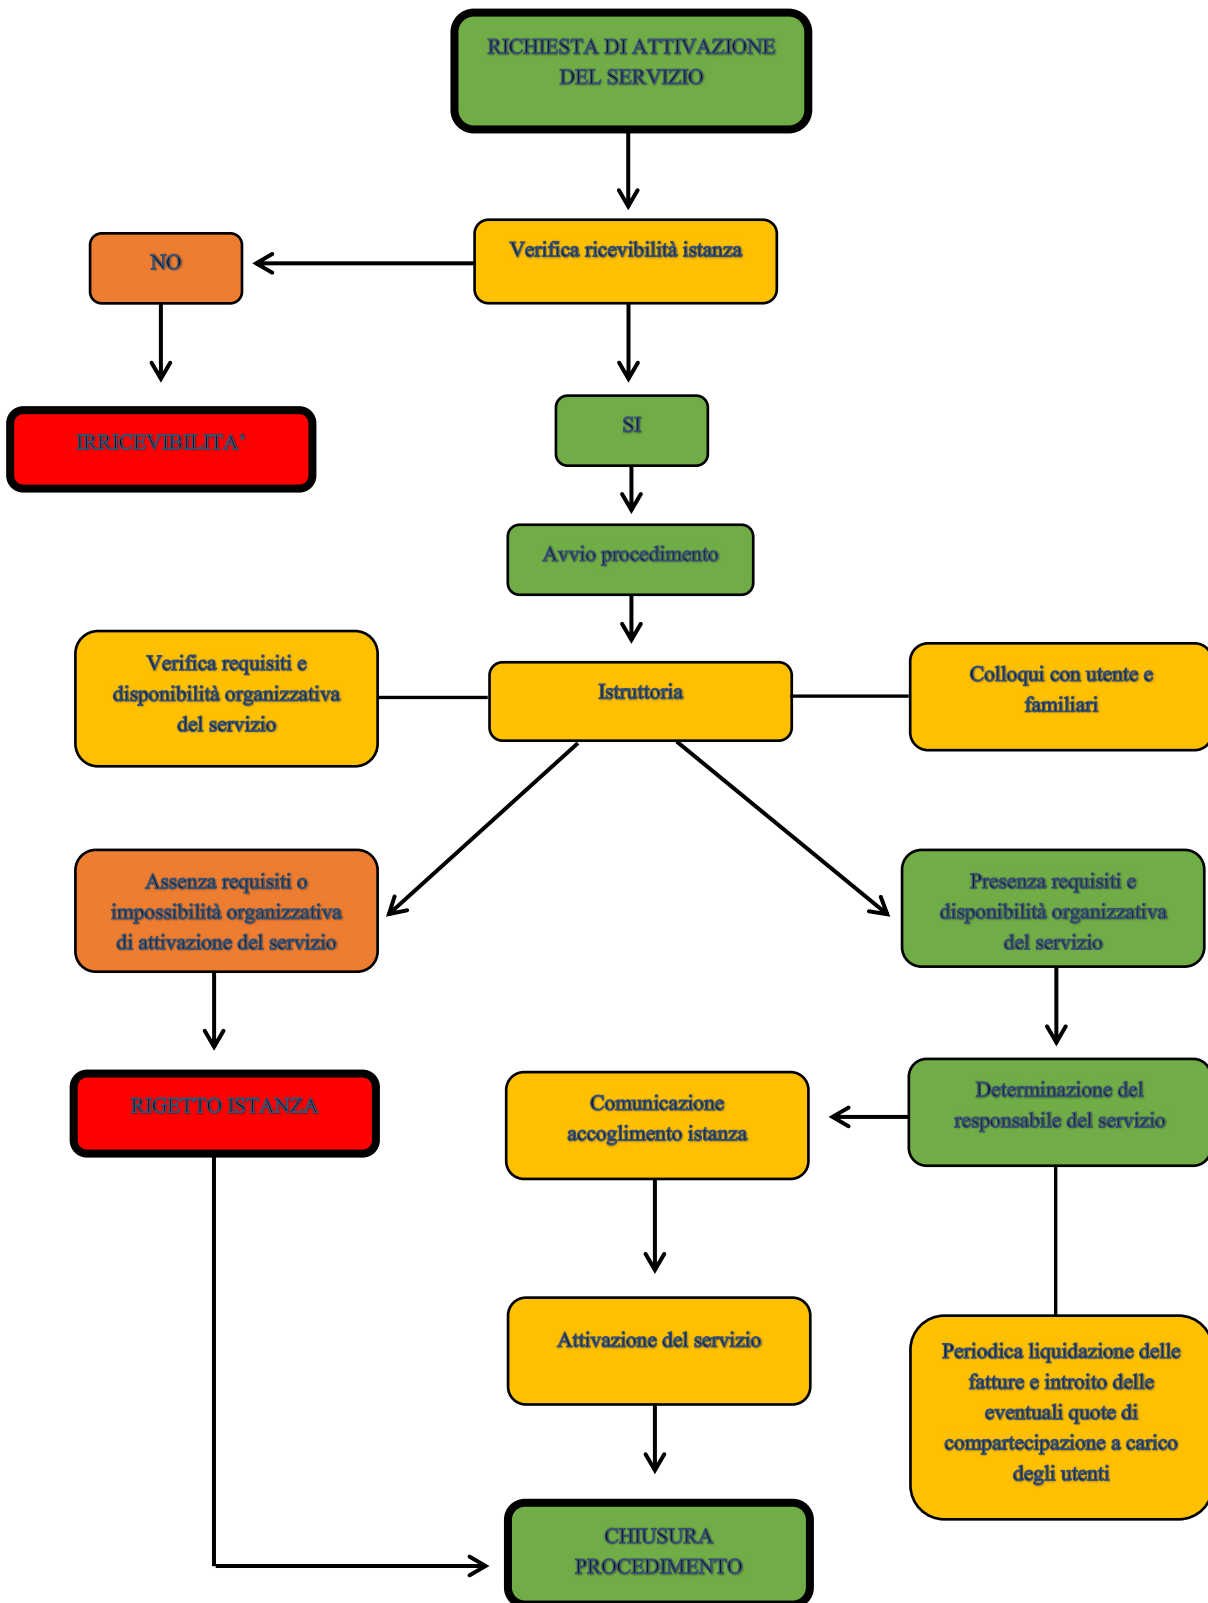 RICHIESTA DI ATTIVAZIONE
DEL SERVIZIO
Verifica ricevibilità istanza
NO
IRRICEVIBILITA'
SI
Avvio procedimento
Verifica requisiti e
disponibilità organizzativa
del servizio
Istruttoria
Colloqui con utente e
familiari
Assenza requisiti o
impossibilità organizzativa
di attivazione del servizio
Presenza requisiti e
disponibilità organizzativa
del servizio
RIGETTO ISTANZA
Comunicazione
accoglimento istanza
Determinazione del
responsabile del servizio
Attivazione del servizio
Periodica liquidazione delle
fatture e introito delle
eventuali quote di
compartecipazione a carico
degli utenti
CHIUSURA
PROCEDIMENTO